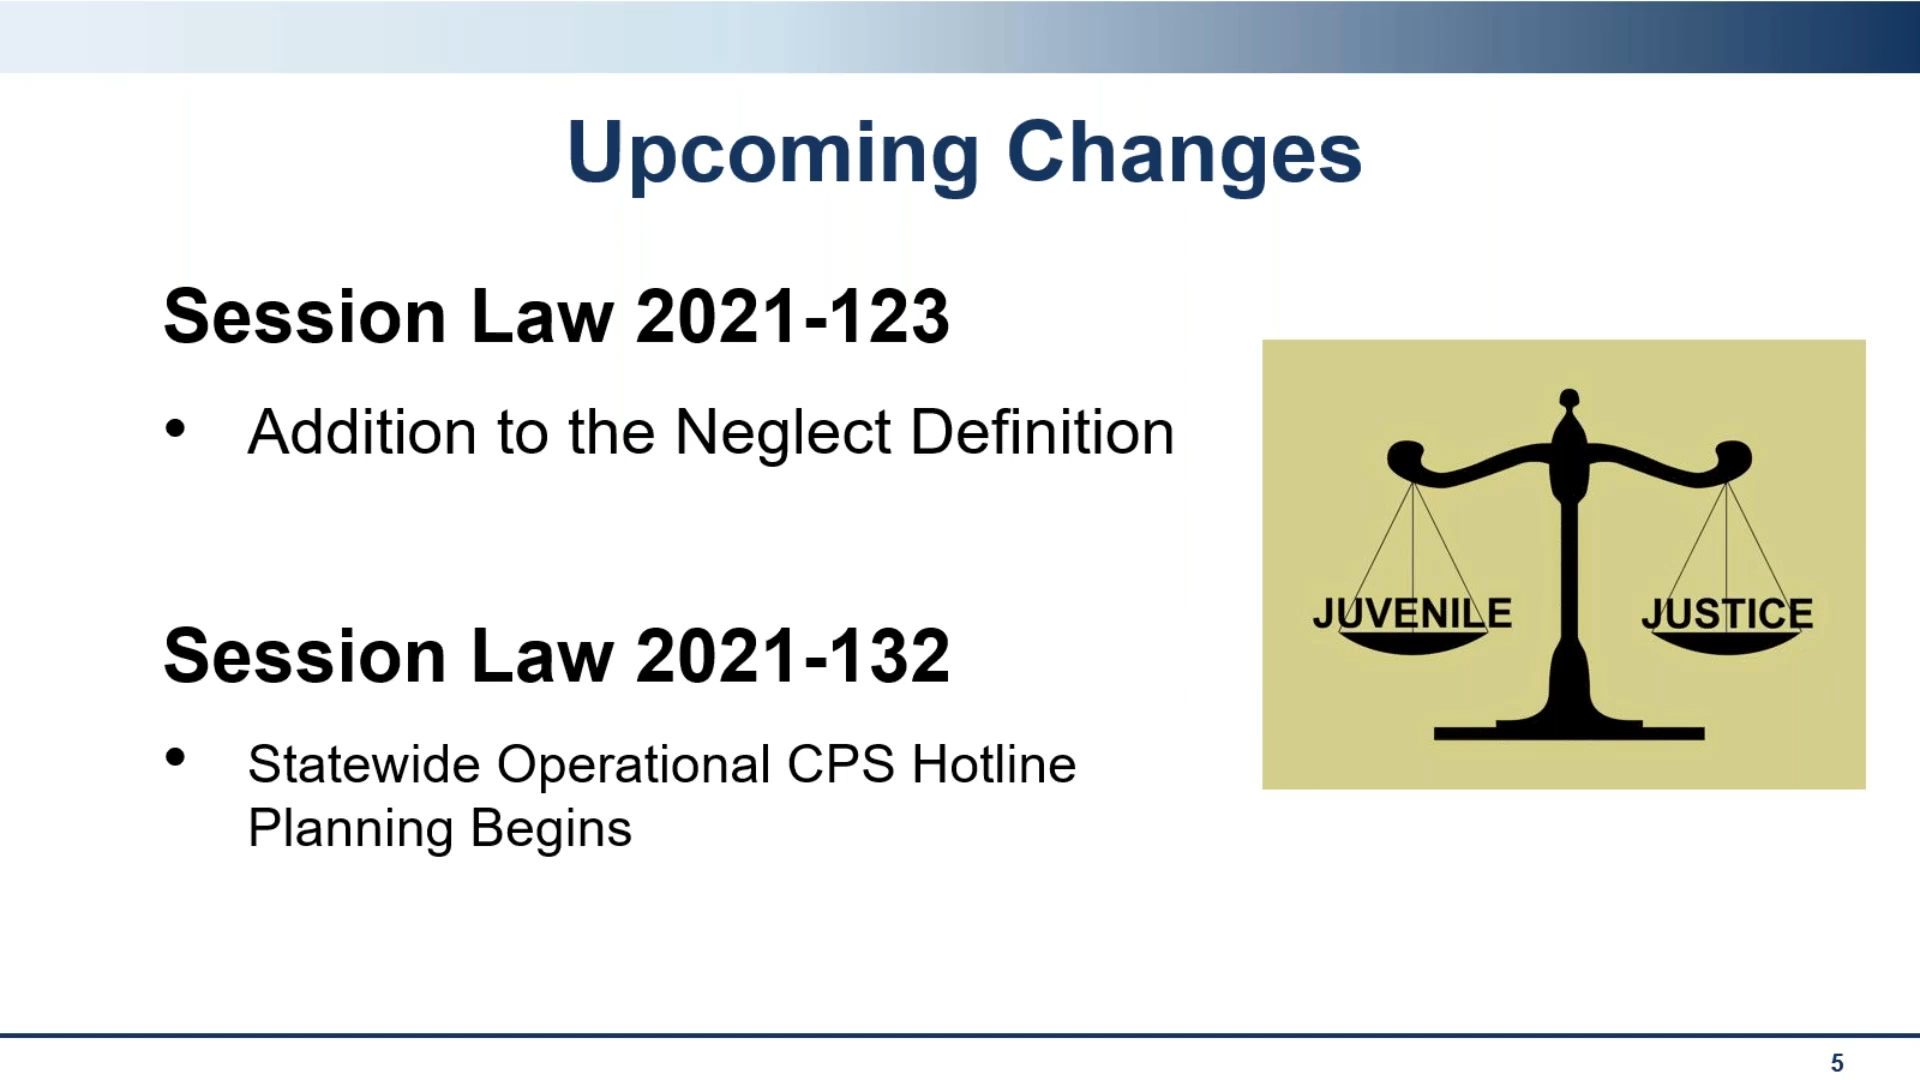 Upcoming Changes
Session Law 2021-123
• Addition to the Neglect Definition
Session Law 2021-132
• Statewide Operational CPS Hotline
Planning Begins
JUVENILE
JUSTICE
5